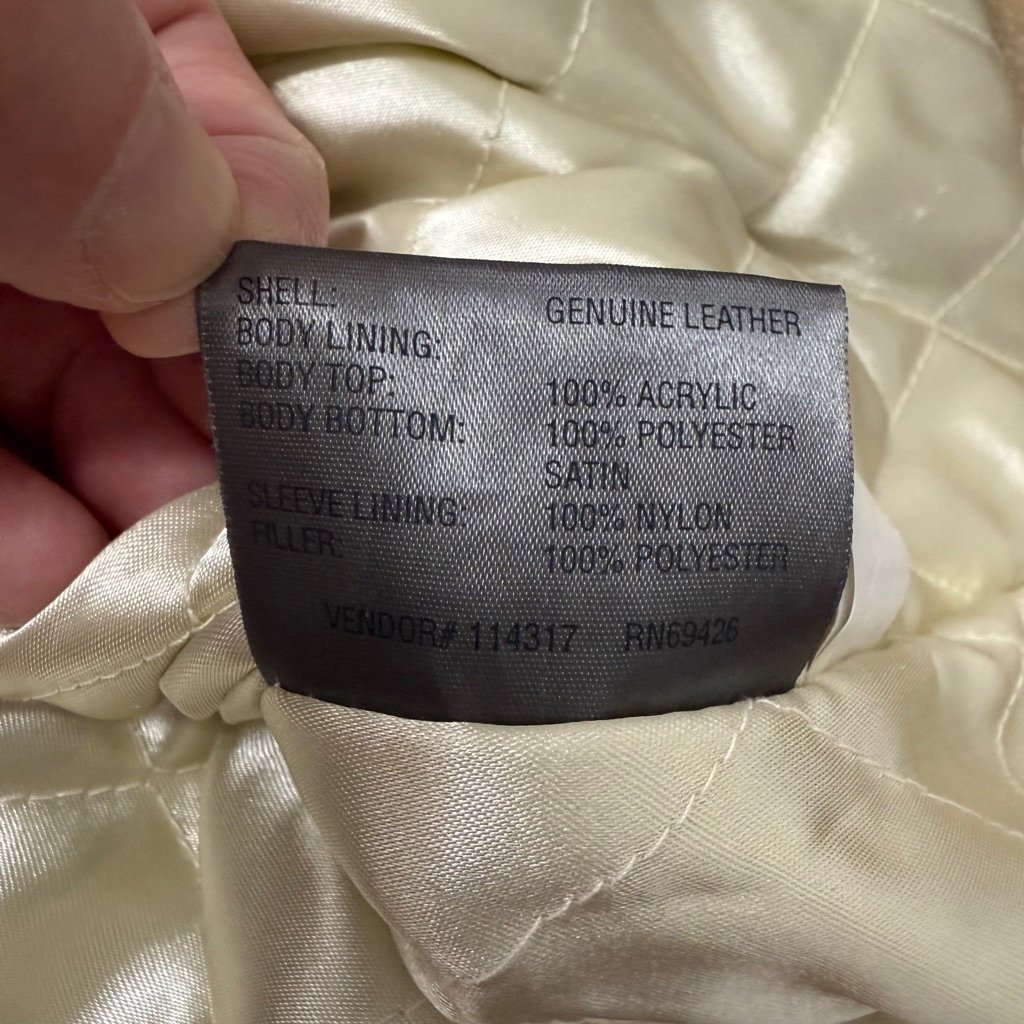 SHELL: GENUINE LEATHER
BODY LINING:
BODY TOP: 100% ACRYLIC
BODY BOTTOM: 100% POLYESTER
SATIN
SLEEVE LINING: 100% NYLON
FILLER: 100% POLYESTER
VENDOR# 114317 RN69426